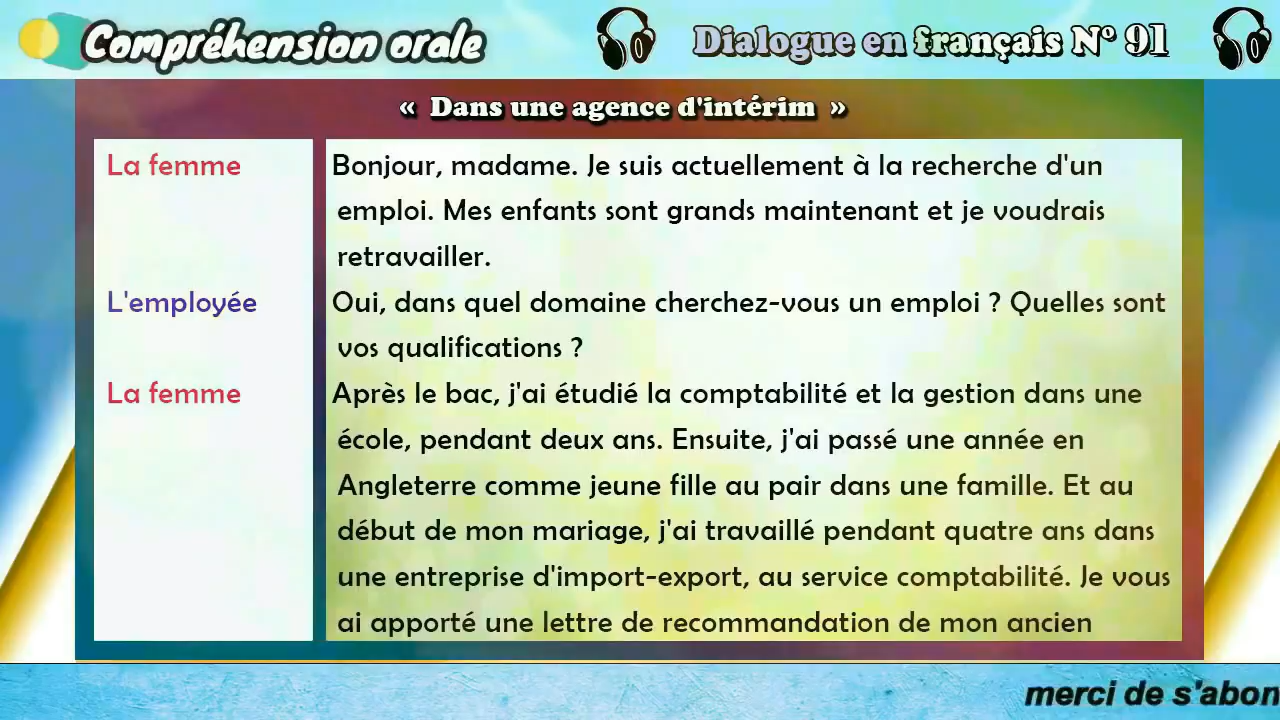 Compréhension orale
Dialogue en français N° 91
« Dans une agence d'intérim »
La femme
Bonjour, madame. Je suis actuellement à la recherche d'un
emploi. Mes enfants sont grands maintenant et je voudrais
retravailler.
L'employée
Oui, dans quel domaine cherchez-vous un emploi ? Quelles sont
vos qualifications ?
La femme
Après le bac, j'ai étudié la comptabilité et la gestion dans une
école, pendant deux ans. Ensuite, j'ai passé une année en
Angleterre comme jeune fille au pair dans une famille. Et au
début de mon mariage, j'ai travaillé pendant quatre ans dans
une entreprise d'import-export, au service comptabilité. Je vous
ai apporté une lettre de recommandation de mon ancien
merci de s'abon